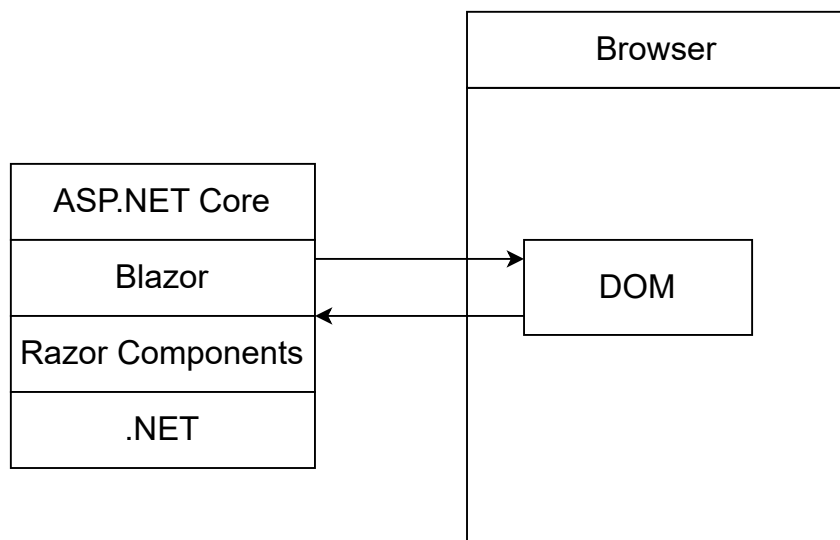 Browser
ASP.NET Core
Blazor
Razor Components
.NET
DOM